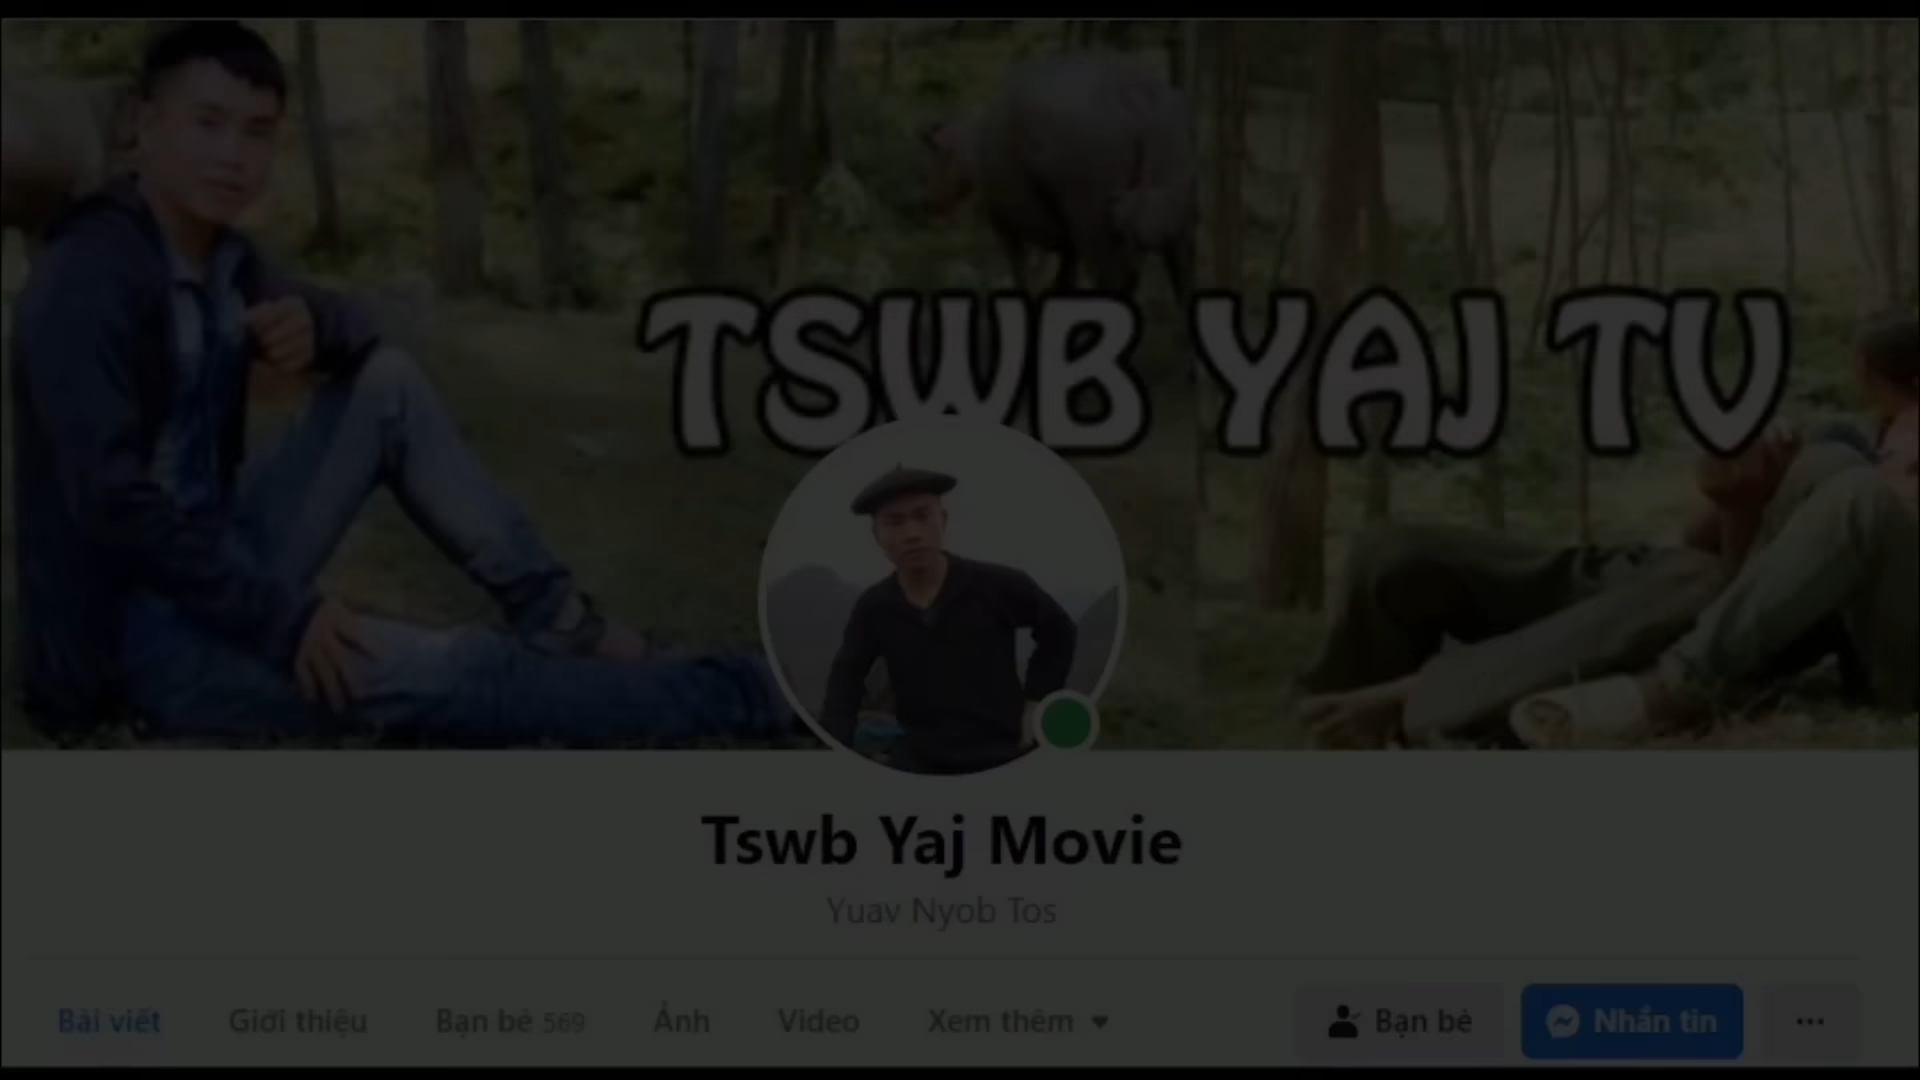 TSWB YAJ TV
Tswb Yaj Movie
Yuav Nyob Tos
Bài viết Giới thiệu Bạn bè 569 Ảnh Video Xem thêm Bạn bè Nhắn tin